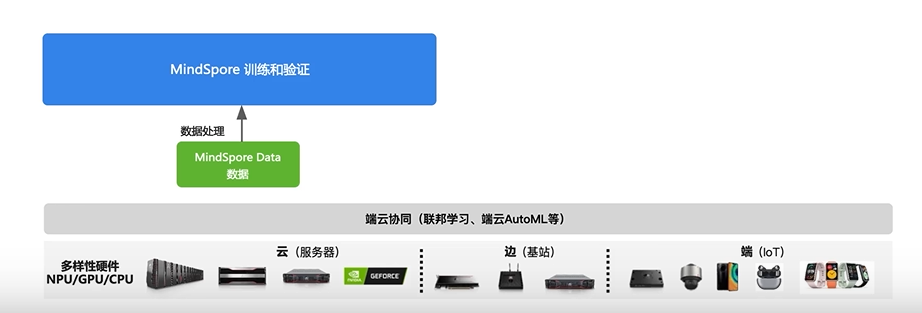 MindSpore 训练和验证
数据处理
MindSpore Data
数据
端云协同（联邦学习、端云AutoML等）
云（服务器）
边（基站）
端（IoT）
多样性硬件
NPU/GPU/CPU
NVIDIA
GEFORCE